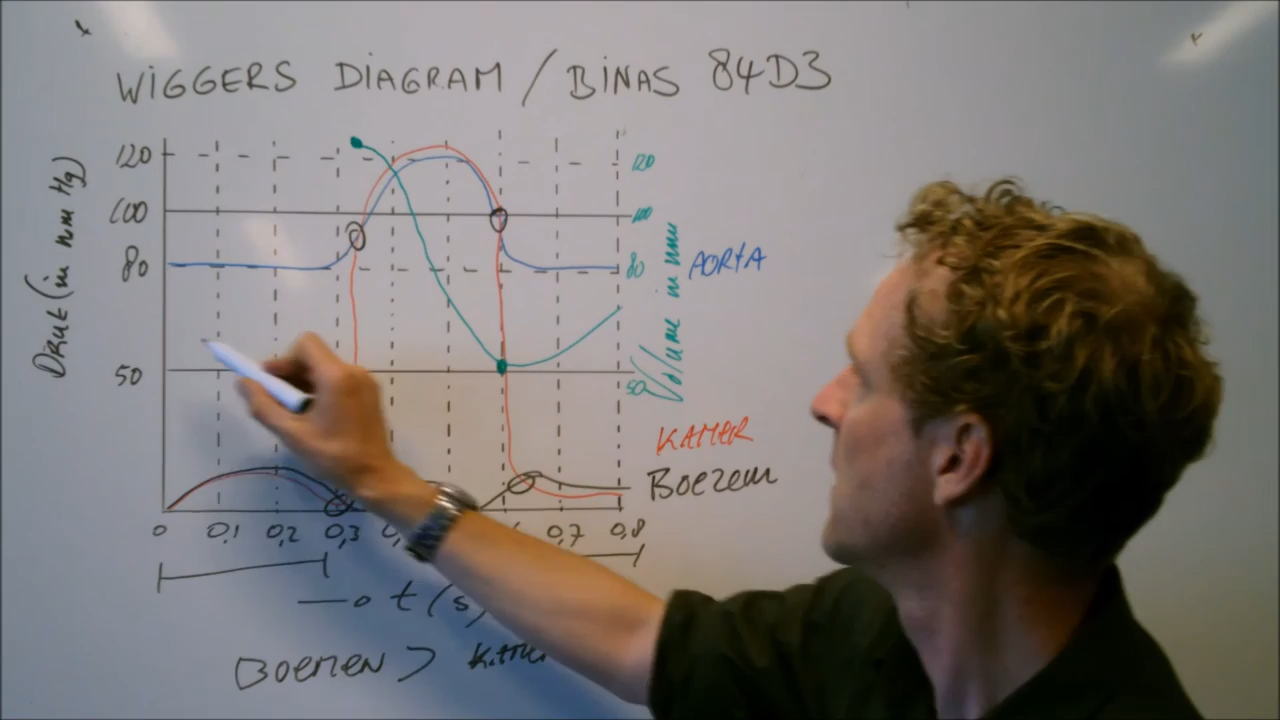 WIGGERS DIAGRAM / BINAS 84D3
Druk (in mm Hg)
120
100
80
50
120
100
80
50
Volume in
AORTA
KAMER
Boezem
0 0,1 0,2 0,3 0,7 0,8
t (s)
BOEZEM >